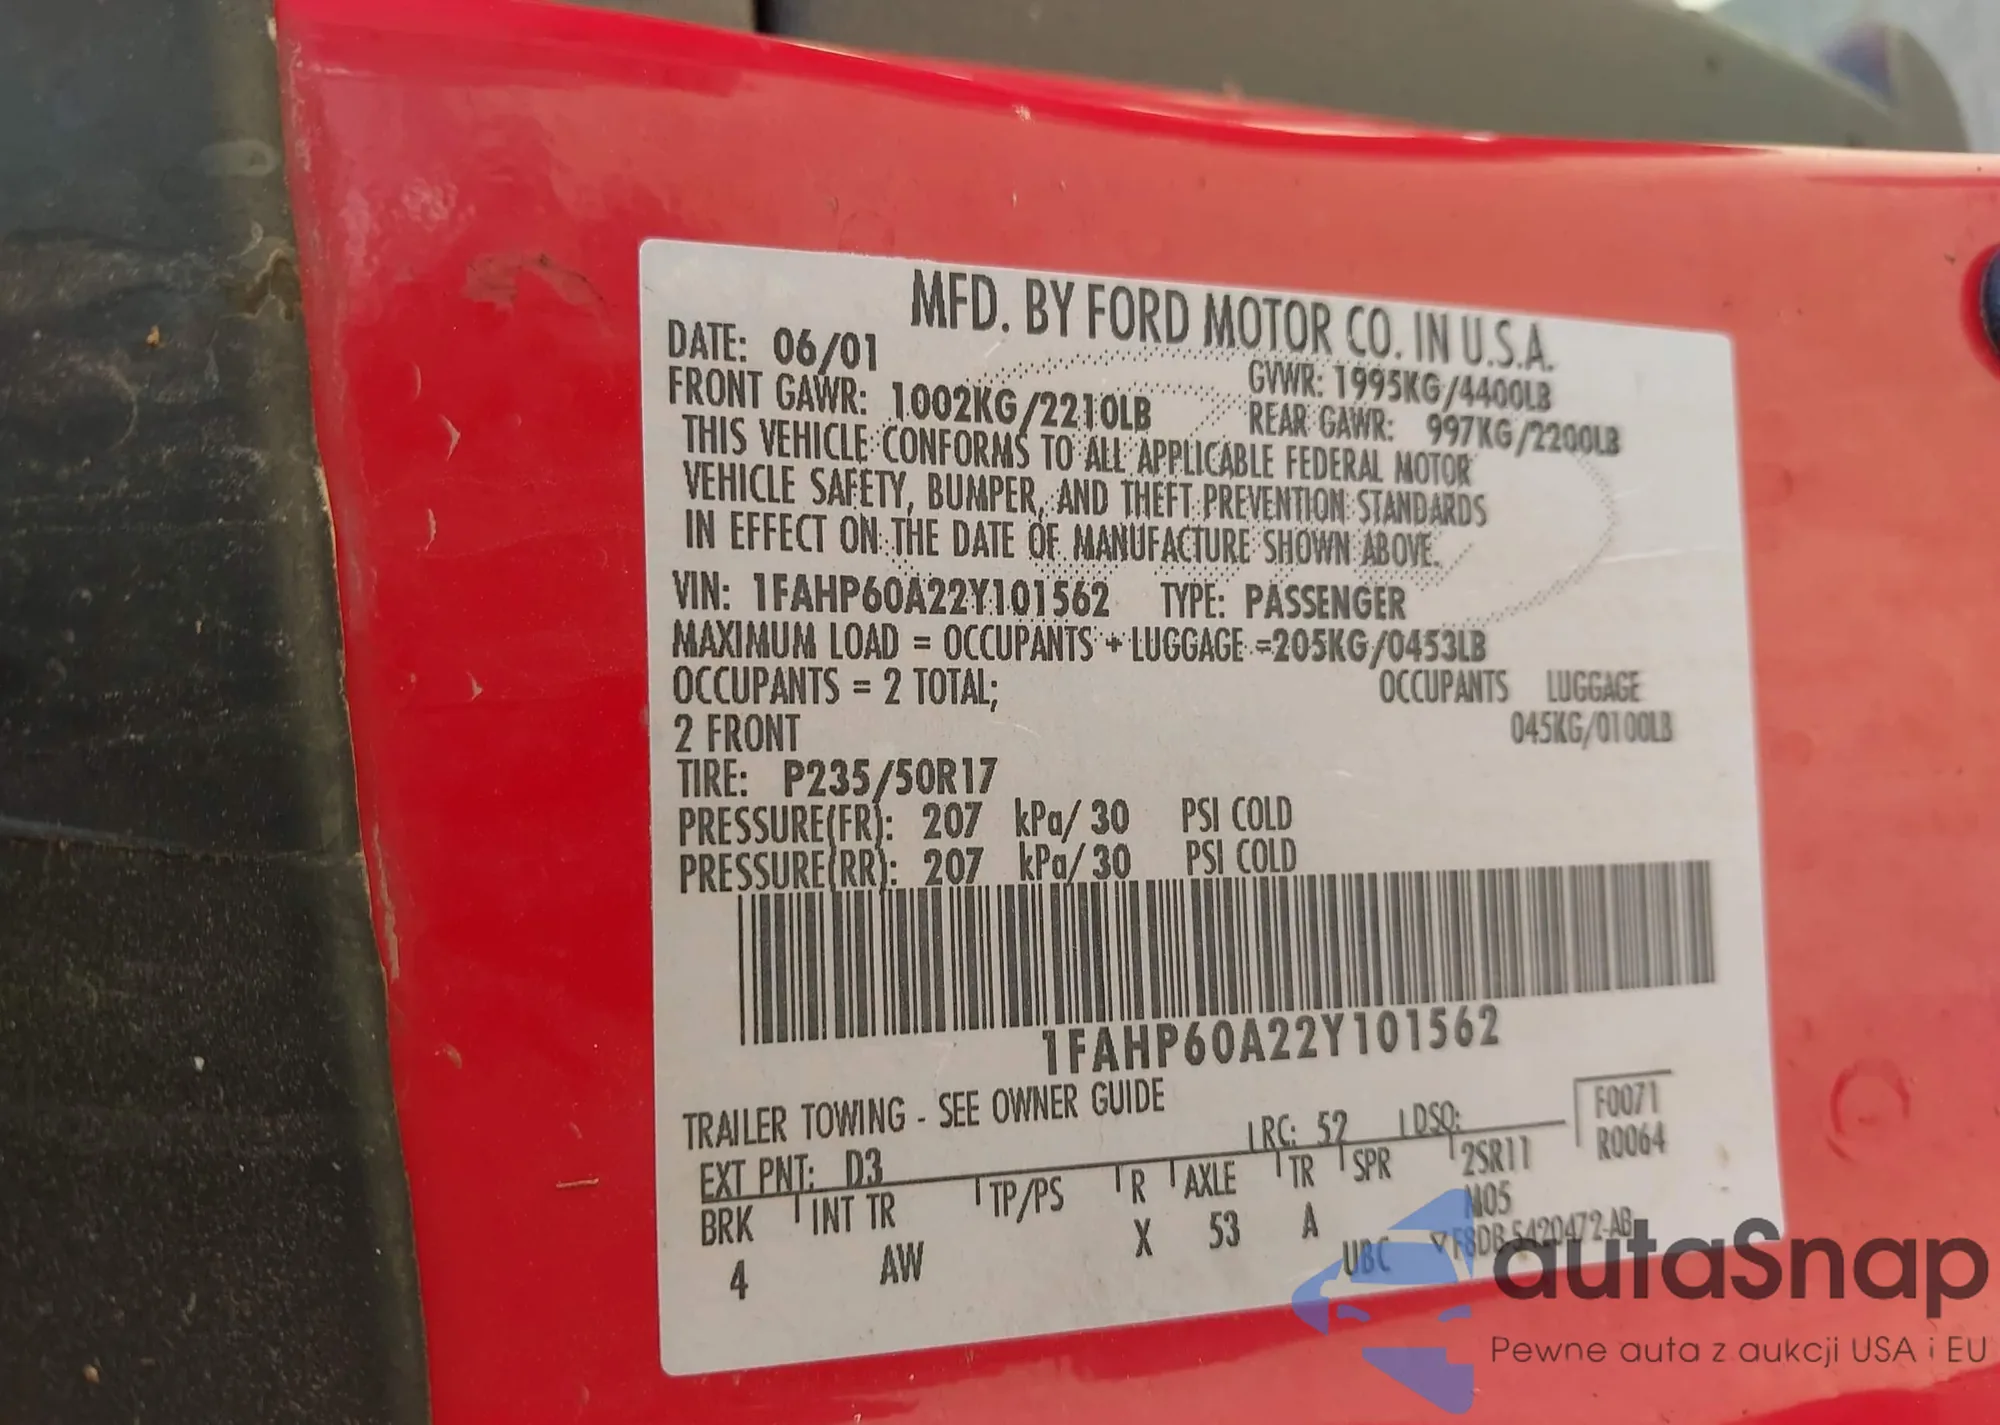 MFD. BY FORD MOTOR CO. IN U.S.A.
DATE: 06/01 GVWR: 1995KG/4400LB
FRONT GAWR: 1002KG/2210LB REAR GAWR: 997KG/2200LB
THIS VEHICLE CONFORMS TO ALL APPLICABLE FEDERAL MOTOR
VEHICLE SAFETY, BUMPER, AND THEFT PREVENTION STANDARDS
IN EFFECT ON THE DATE OF MANUFACTURE SHOWN ABOVE.
VIN: 1FAHP60A22Y101562 TYPE: PASSENGER
MAXIMUM LOAD = OCCUPANTS + LUGGAGE =205KG/0453LB
OCCUPANTS = 2 TOTAL; OCCUPANTS LUGGAGE
2 FRONT 045KG/0100LB
TIRE: P235/50R17
PRESSURE(FR): 207 kPa/ 30 PSI COLD
PRESSURE(RR): 207 kPa/ 30 PSI COLD
1FAHP60A22Y101562
TRAILER TOWING - SEE OWNER GUIDE
F0071
EXT PNT: D3 RC: 52 DSO: R0064
BRK INT TR TP/PS R AXLE TR SPR 2SR11
4 AW X 53 A M05
UBC ▽F8DB-5420472-AB
autaSnap
Pewne auta z aukcji USA i EU